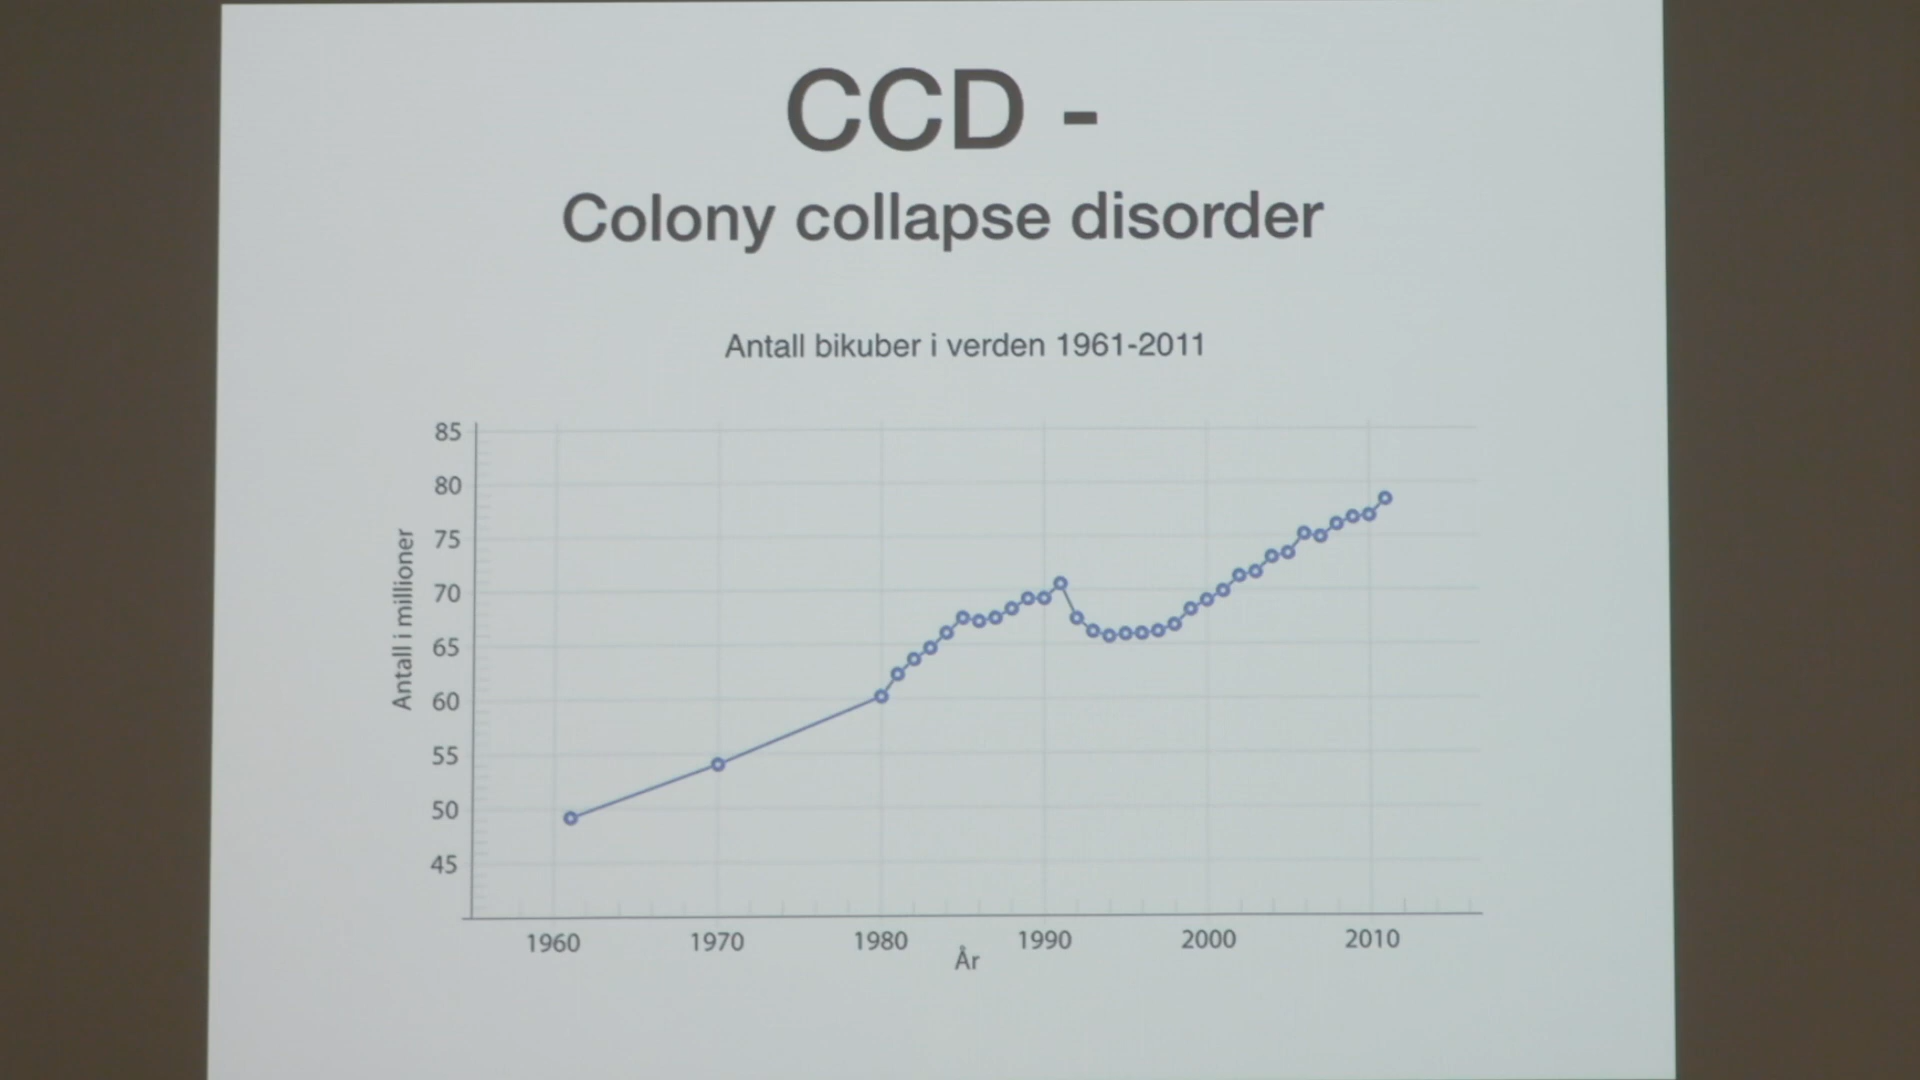 CCD -
Colony collapse disorder
Antall bikuber i verden 1961-2011
85
80
75
70
65
60
55
50
45
Antall i millioner
1960 1970 1980 1990 2000 2010
År